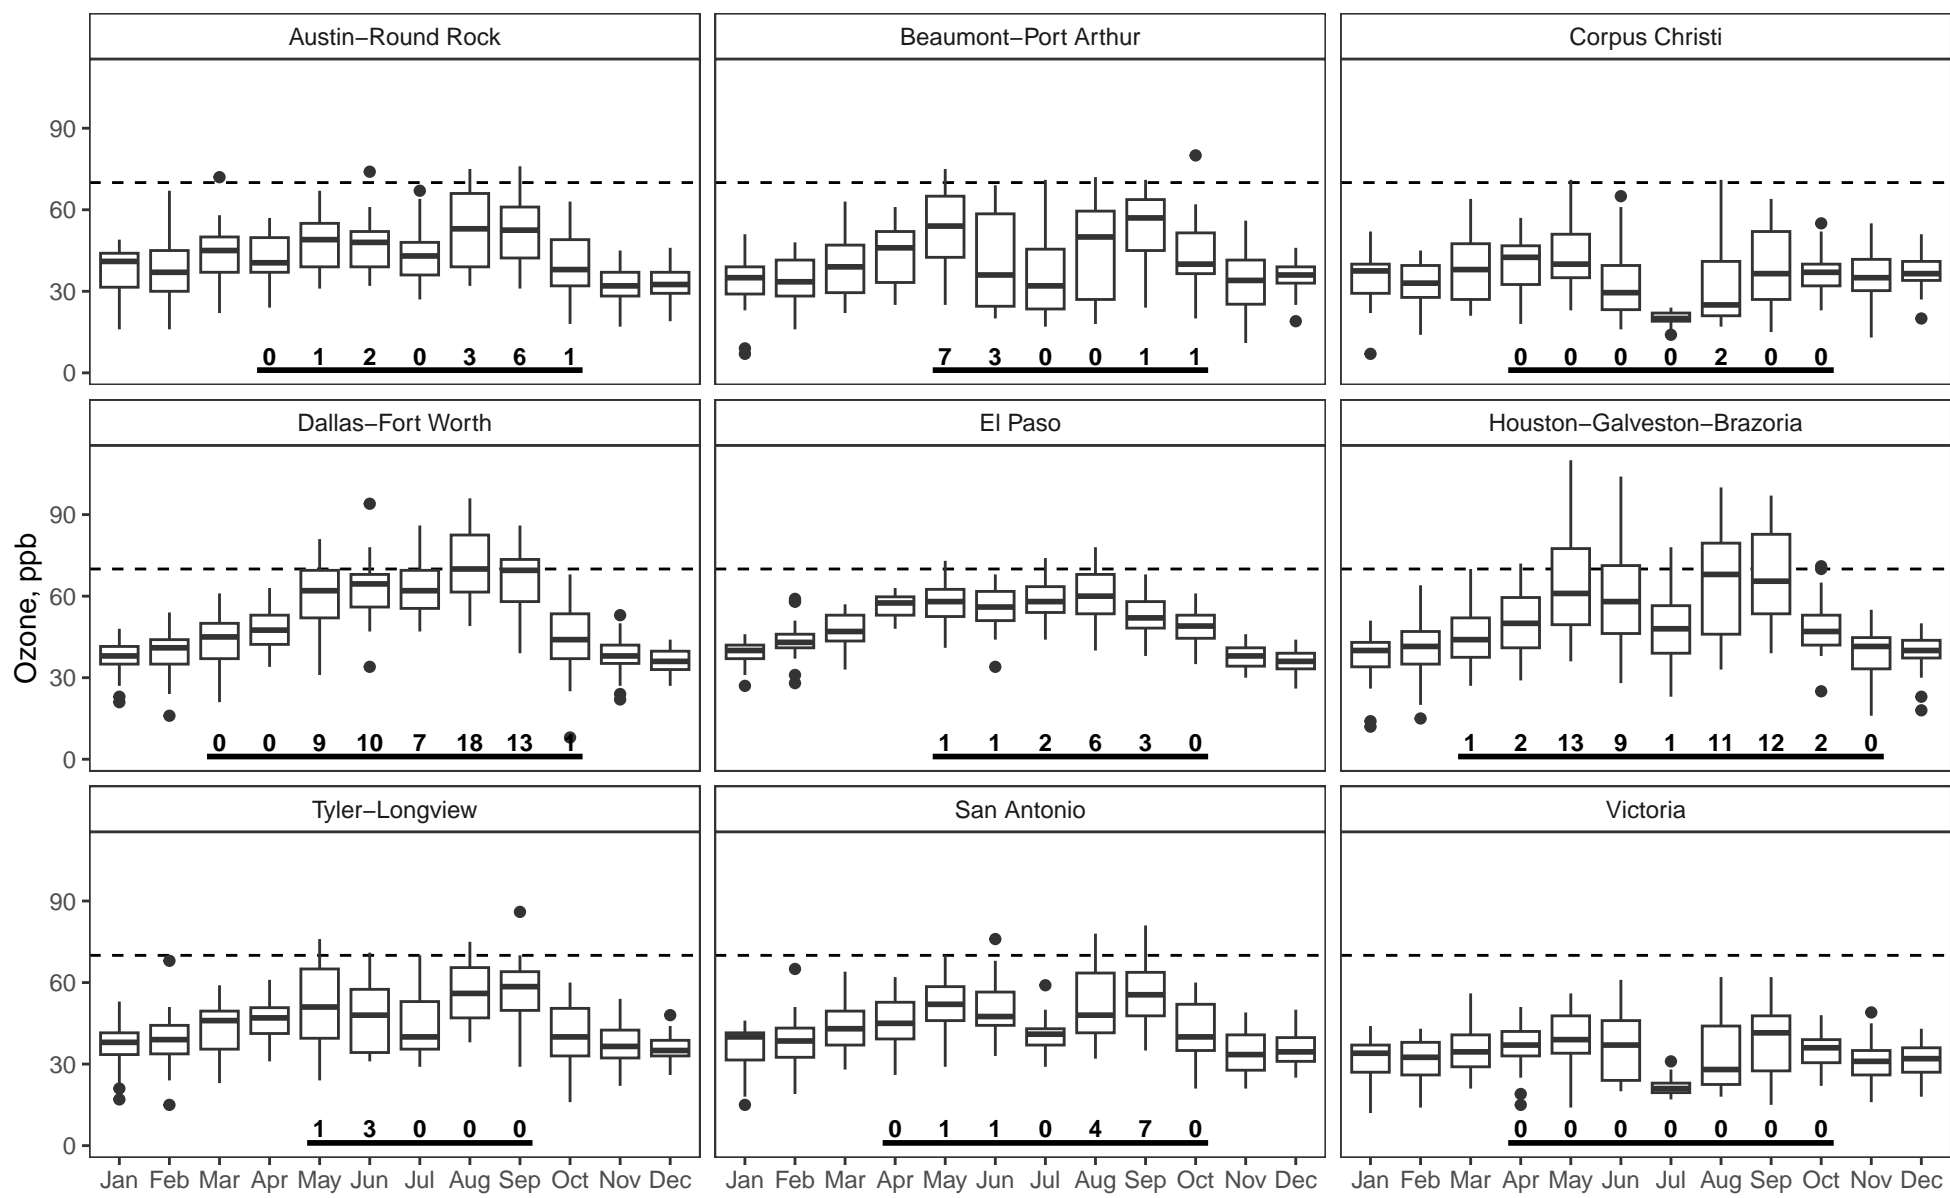 Austin−Round Rock Beaumont−Port Arthur Corpus Christi
90
60
30
0 1 2 0 3 6 1 7 3 0 0 1 1 0 0 0 0 2 0 0
0
Dallas−Fort Worth El Paso Houston−Galveston−Brazoria
90
Ozone, ppb
60
30
0 0 9 10 7 18 13 1 1 1 2 6 3 0 1 2 13 9 1 11 12 2 0
0
Tyler−Longview San Antonio Victoria
90
60
30
1 3 0 0 0 0 1 1 0 4 7 0 0 0 0 0 0 0 0
0
Jan Feb Mar Apr May Jun Jul Aug Sep Oct Nov Dec Jan Feb Mar Apr May Jun Jul Aug Sep Oct Nov Dec Jan Feb Mar Apr May Jun Jul Aug Sep Oct Nov Dec